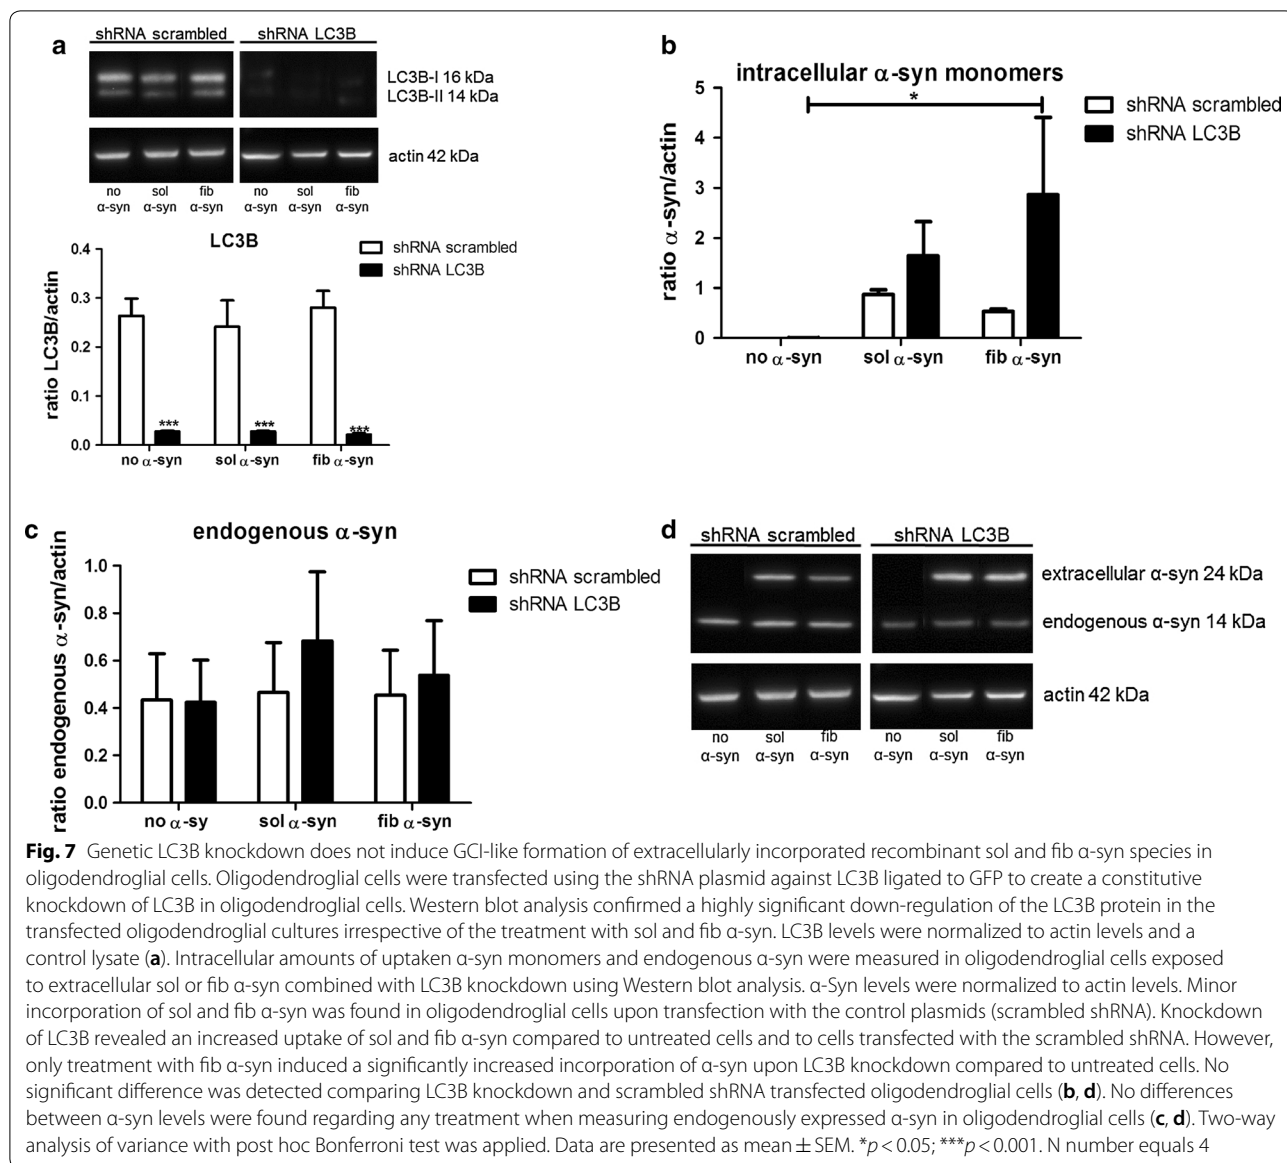 a
shRNA scrambled shRNA LC3B
LC3B-I 16 kDa
LC3B-II 14 kDa
actin 42 kDa
no sol fib no sol fib
α-syn α-syn α-syn α-syn α-syn α-syn
LC3B
shRNA scrambled
shRNA LC3B
ratio LC3B/actin
0.4
0.3
0.2
0.1
0.0
*** *** ***
no α-syn sol α-syn fib α-syn
b
intracellular α-syn monomers
shRNA scrambled
shRNA LC3B
ratio α-syn/actin
5
4
3
2
1
0
*
no α-syn sol α-syn fib α-syn
c
endogenous α-syn
shRNA scrambled
shRNA LC3B
ratio endogenous α-syn/actin
1.0
0.8
0.6
0.4
0.2
0.0
no α-sy sol α-syn fib α-syn
d
shRNA scrambled shRNA LC3B
extracellular α-syn 24 kDa
endogenous α-syn 14 kDa
actin 42 kDa
no sol fib no sol fib
α-syn α-syn α-syn α-syn α-syn α-syn
Fig. 7 Genetic LC3B knockdown does not induce GCI-like formation of extracellularly incorporated recombinant sol and fib α-syn species in
oligodendroglial cells. Oligodendroglial cells were transfected using the shRNA plasmid against LC3B ligated to GFP to create a constitutive
knockdown of LC3B in oligodendroglial cells. Western blot analysis confirmed a highly significant down-regulation of the LC3B protein in the
transfected oligodendroglial cultures irrespective of the treatment with sol and fib α-syn. LC3B levels were normalized to actin levels and a
control lysate (a). Intracellular amounts of uptaken α-syn monomers and endogenous α-syn were measured in oligodendroglial cells exposed
to extracellular sol or fib α-syn combined with LC3B knockdown using Western blot analysis. α-Syn levels were normalized to actin levels. Minor
incorporation of sol and fib α-syn was found in oligodendroglial cells upon transfection with the control plasmids (scrambled shRNA). Knockdown
of LC3B revealed an increased uptake of sol and fib α-syn compared to untreated cells and to cells transfected with the scrambled shRNA. However,
only treatment with fib α-syn induced a significantly increased incorporation of α-syn upon LC3B knockdown compared to untreated cells. No
significant difference was detected comparing LC3B knockdown and scrambled shRNA transfected oligodendroglial cells (b, d). No differences
between α-syn levels were found regarding any treatment when measuring endogenously expressed α-syn in oligodendroglial cells (c, d). Two-way
analysis of variance with post hoc Bonferroni test was applied. Data are presented as mean ± SEM. *p < 0.05; ***p < 0.001. N number equals 4